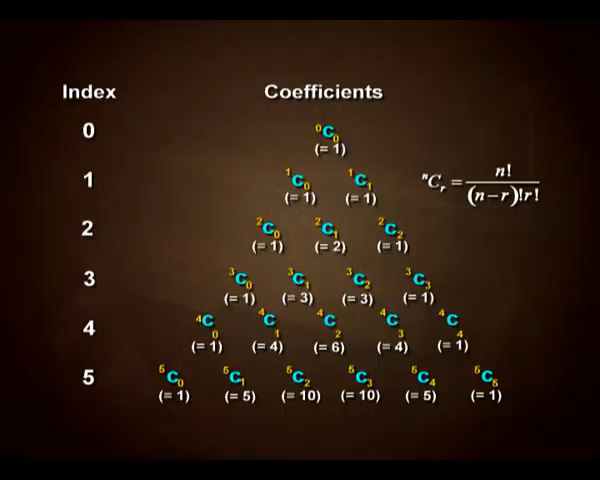 Index Coefficients
0 ⁰C₀
(= 1)
1 ¹C₀ ¹C₁ ⁿCᵣ = n! / (n−r)!r!
(= 1) (= 1)
2 ²C₀ ²C₁ ²C₂
(= 1) (= 2) (= 1)
3 ³C₀ ³C₁ ³C₂ ³C₃
(= 1) (= 3) (= 3) (= 1)
4 ⁴C₀ ⁴C₁ ⁴C₂ ⁴C₃ ⁴C₄
(= 1) (= 4) (= 6) (= 4) (= 1)
5 ⁵C₀ ⁵C₁ ⁵C₂ ⁵C₃ ⁵C₄ ⁵C₅
(= 1) (= 5) (= 10) (= 10) (= 5) (= 1)